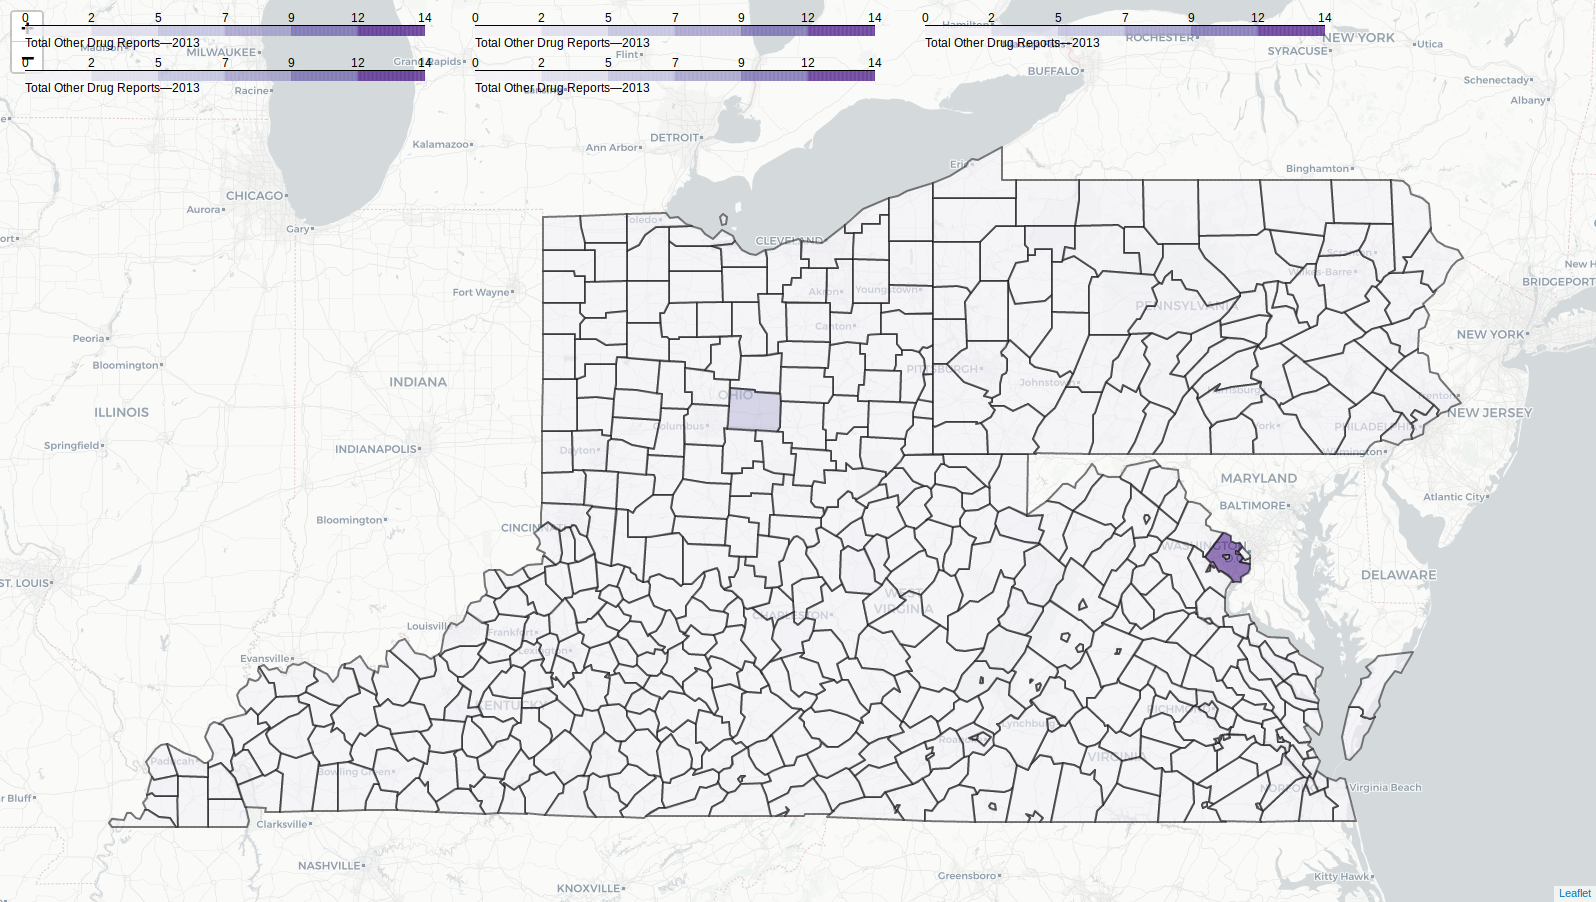 0 2 5 7 9 12 14
Total Other Drug Reports—2013
0 2 5 7 9 12 14
Total Other Drug Reports—2013
0 2 5 7 9 12 14
Total Other Drug Reports—2013
0 2 5 7 9 12 14
Total Other Drug Reports—2013
0 2 5 7 9 12 14
Total Other Drug Reports—2013
Hamilton
ROCHESTER
NEW YORK
Utica
SYRACUSE
Madison
MILWAUKEE
Grand Rapids
Flint
Lansing
BUFFALO
Schenectady
Racine
Albany
Kalamazoo
Ann Arbor
DETROIT
Erie
Binghamton
CHICAGO
Aurora
Gary
ort
oledo
CLEVELAND
Scranton
Wilkes-Barre
New H
BRIDGEPORT
Fort Wayne
Akron
Youngstown
PENNSYLVANIA
Canton
NEW YORK
Peoria
Bloomington
PITTSBURGH
Johnstown
INDIANA
OHIO
Harrisburg
Trenton
ILLINOIS
NEW JERSEY
Columbus
York
PHILADELPHIA
Springfield
INDIANAPOLIS
Dayton
Wilmington
MARYLAND
BALTIMORE
Atlantic City
Bloomington
CINCINNATI
WASHINGTON
ST. LOUIS
DELAWARE
WEST
VIRGINIA
CHARLESTON
Louisvill
Frankfort
Lexington
Evansville
KENTUCKY
RICHMOND
Lynchburg
Roanoke
VIRGINIA
Paducah
Bowling Green
NORFOLK
Virginia Beach
r Bluff
Clarksville
NASHVILLE
Greensboro
Kitty Hawk
KNOXVILLE
Leaflet